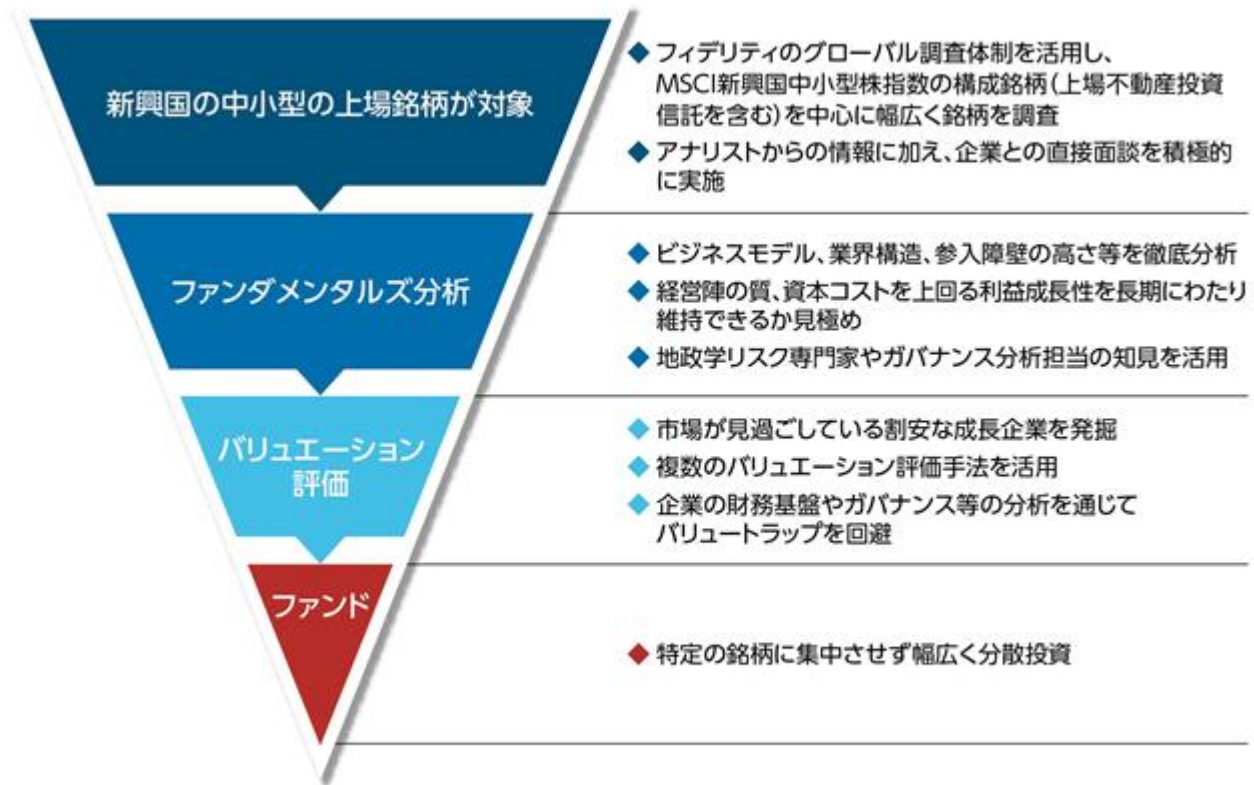 新興国の中小型の上場銘柄が対象
◆ フィデリティのグローバル調査体制を活用し、
MSCI新興国中小型株指数の構成銘柄(上場不動産投資
信託を含む)を中心に幅広く銘柄を調査
◆ アナリストからの情報に加え、企業との直接面談を積極的
に実施
ファンダメンタルズ分析
◆ ビジネスモデル、業界構造、参入障壁の高さ等を徹底分析
◆ 経営陣の質、資本コストを上回る利益成長性を長期にわたり
維持できるか見極め
◆ 地政学リスク専門家やガバナンス分析担当の知見を活用
バリュエーション
評価
◆ 市場が見過ごしている割安な成長企業を発掘
◆ 複数のバリュエーション評価手法を活用
◆ 企業の財務基盤やガバナンス等の分析を通じて
バリュートラップを回避
ファンド
◆ 特定の銘柄に集中させず幅広く分散投資